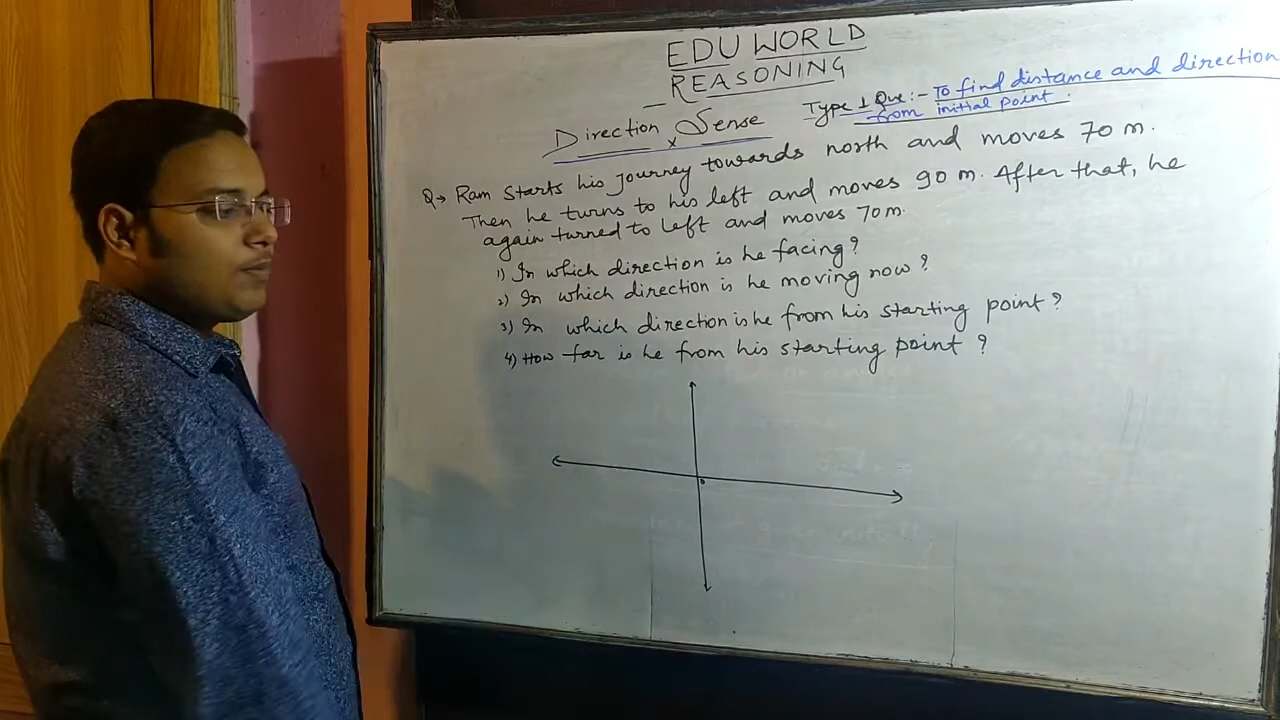 EDU WORLD
REASONING
Direction Sense
Type 1 Que:- To find distance and direction
from initial point.
Q→ Ram starts his journey towards north and moves 70 m.
Then he turns to his left and moves 90 m. After that, he
again turned to left and moves 70 m.
1) In which direction is he facing?
2) In which direction is he moving now?
3) In which direction is he from his starting point?
4) How far is he from his starting point?